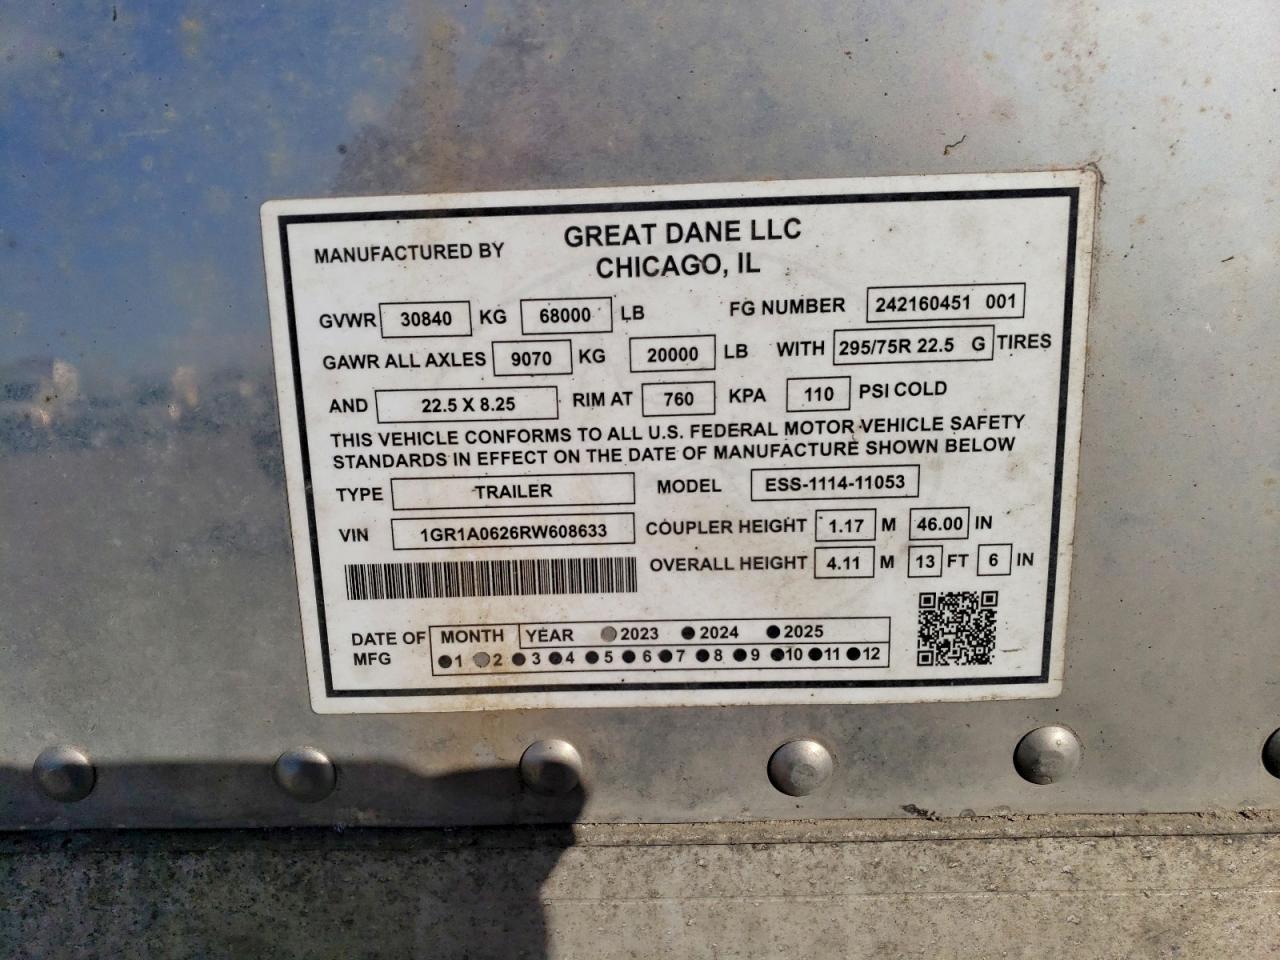 MANUFACTURED BY GREAT DANE LLC
CHICAGO, IL
GVWR 30840 KG 68000 LB FG NUMBER 242160451 001
GAWR ALL AXLES 9070 KG 20000 LB WITH 295/75R 22.5 G TIRES
AND 22.5 X 8.25 RIM AT 760 KPA 110 PSI COLD
THIS VEHICLE CONFORMS TO ALL U.S. FEDERAL MOTOR VEHICLE SAFETY
STANDARDS IN EFFECT ON THE DATE OF MANUFACTURE SHOWN BELOW
TYPE TRAILER MODEL ESS-1114-11053
VIN 1GR1A0626RW608633 COUPLER HEIGHT 1.17 M 46.00 IN
OVERALL HEIGHT 4.11 M 13 FT 6 IN
DATE OF MFG MONTH YEAR 2023 2024 2025
1 2 3 4 5 6 7 8 9 10 11 12